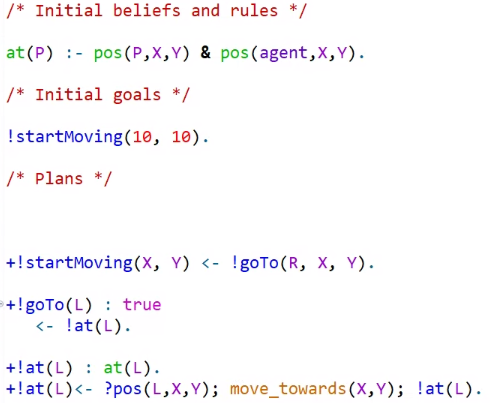 /* Initial beliefs and rules */
at(P) :- pos(P,X,Y) & pos(agent,X,Y).
/* Initial goals */
!startMoving(10, 10).
/* Plans */
+!startMoving(X, Y) <- !goTo(R, X, Y).
+!goTo(L) : true
<- !at(L).
+!at(L) : at(L).
+!at(L)<- ?pos(L,X,Y); move_towards(X,Y); !at(L).